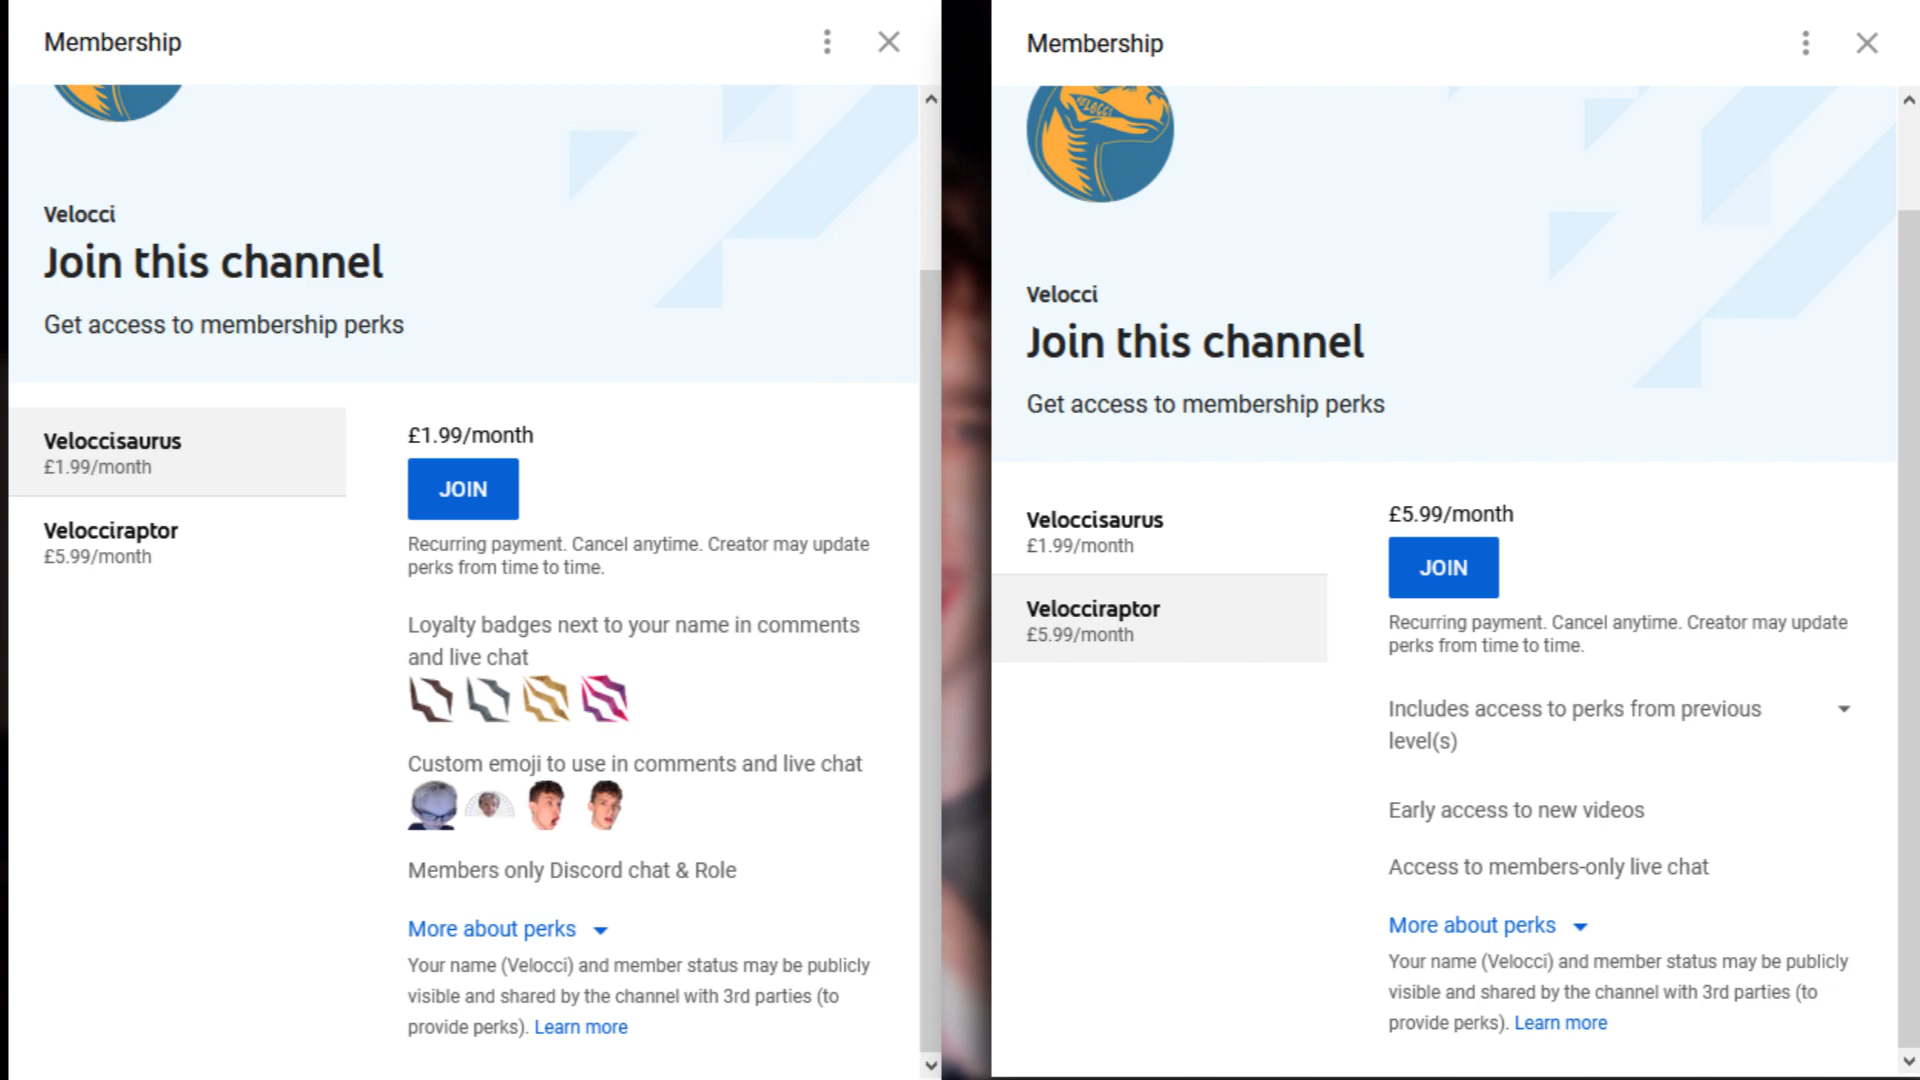 Membership
Velocci
Join this channel
Get access to membership perks
Veloccisaurus
£1.99/month
Velocciraptor
£5.99/month
£1.99/month
JOIN
Recurring payment. Cancel anytime. Creator may update
perks from time to time.
Loyalty badges next to your name in comments
and live chat
Custom emoji to use in comments and live chat
Members only Discord chat & Role
More about perks
Your name (Velocci) and member status may be publicly
visible and shared by the channel with 3rd parties (to
provide perks). Learn more
Membership
VELOCCI
Velocci
Join this channel
Get access to membership perks
Veloccisaurus
£1.99/month
Velocciraptor
£5.99/month
£5.99/month
JOIN
Recurring payment. Cancel anytime. Creator may update
perks from time to time.
Includes access to perks from previous
level(s)
Early access to new videos
Access to members-only live chat
More about perks
Your name (Velocci) and member status may be publicly
visible and shared by the channel with 3rd parties (to
provide perks). Learn more